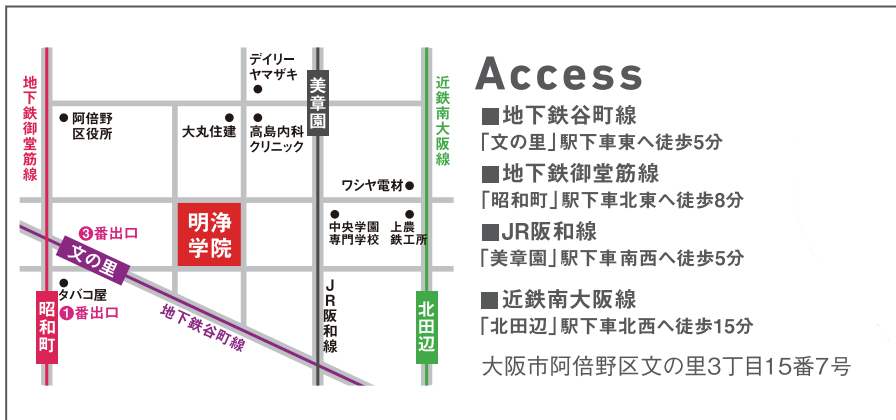 デイリー
ヤマザキ
美章園
地下鉄御堂筋線
近鉄南大阪線
阿倍野
区役所
大丸住建
高島内科
クリニック
ワシヤ電材
明浄
学院
中央学園
専門学校
上農
鉄工所
❸番出口
文の里
タバコ屋
❶番出口
昭和町
地下鉄谷町線
JR阪和線
北田辺
Access
■地下鉄谷町線
「文の里」駅下車東へ徒歩5分
■地下鉄御堂筋線
「昭和町」駅下車北東へ徒歩8分
■JR阪和線
「美章園」駅下車南西へ徒歩5分
■近鉄南大阪線
「北田辺」駅下車北西へ徒歩15分
大阪市阿倍野区文の里3丁目15番7号